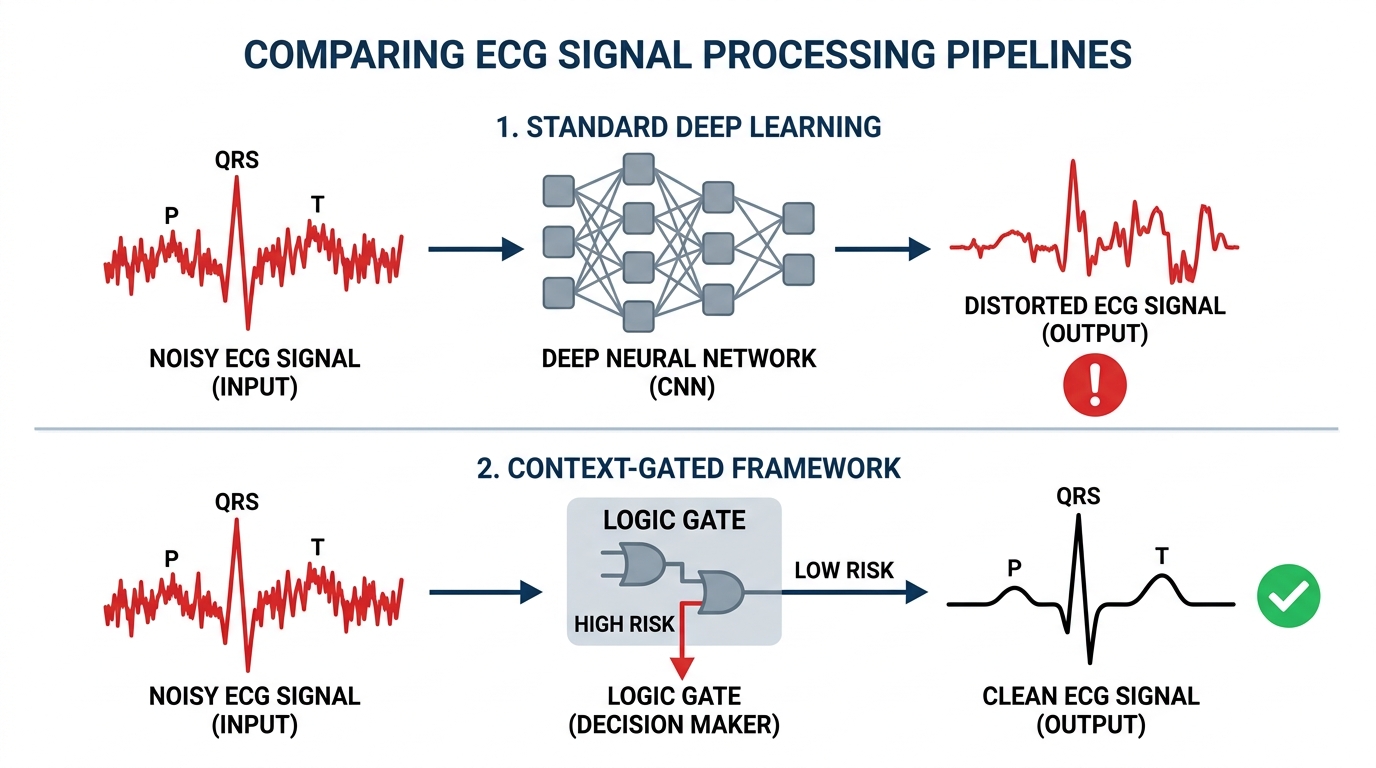 COMPARING ECG SIGNAL PROCESSING PIPELINES
1. STANDARD DEEP LEARNING
QRS
P
T
NOISY ECG SIGNAL
(INPUT)
DEEP NEURAL NETWORK
(CNN)
DISTORTED ECG SIGNAL
(OUTPUT)
2. CONTEXT-GATED FRAMEWORK
QRS
P
T
NOISY ECG SIGNAL
(INPUT)
LOGIC GATE
HIGH RISK
LOW RISK
LOGIC GATE
(DECISION MAKER)
QRS
P
T
CLEAN ECG SIGNAL
(OUTPUT)